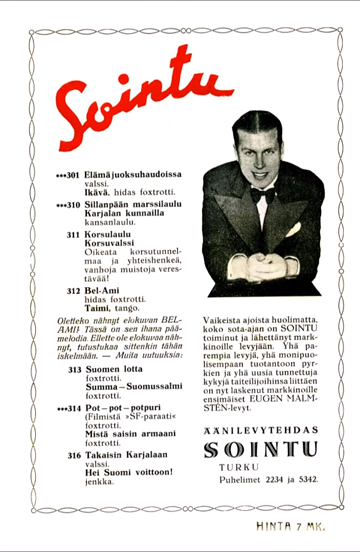 Sointu
•••301 Elämä juoksuhaudoissa
valssi.
Ikävä, hidas foxtrotti.
•••310 Sillanpään marssilaulu
Karjalan kunnailla
kansanlaulu.
311 Korsulaulu
Korsuvalssi
Oikeata korsutunnel-
maa ja yhteishenkeä,
vanhoja muistoja veres-
tävää!
312 Bel-Ami
hidas foxtrotti.
Taimi, tango.
Oletteko nähnyt elokuvan BEL-
AMI? Tässä on sen ihana pää-
melodia. Ellette ole elokuvaa näh-
nyt, tutustukaa sittenkin tähän
iskelmään. — Muita uutuuksia:
313 Suomen lotta
foxtrotti.
Summa-Suomussalmi
foxtrotti.
•••314 Pot-pot-potpuri
(Filmistä »SF-paraati«
foxtrotti.
Mistä saisin armaani
foxtrotti.
316 Takaisin Karjalaan
valssi.
Hei Suomi voittoon!
jenkka.
Vaikeista ajoista huolimatta,
koko sota-ajan on SOINTU
toiminut ja lähettänyt mark-
kinoille levyjään. Yhä pa-
rempia levyjä, yhä monipuo-
lisempaan tuotantoon pyr-
kien ja yhä uusia tunnettuja
kykyjä taiteilijoihinsa liittäen
on nyt laskenut markkinoille
ensimäiset EUGEN MALM-
STÉN-levyt.
ÄÄNILEVYTEHDAS
SOINTU
TURKU
Puhelimet 2234 ja 5342.
HINTA 7 MK.